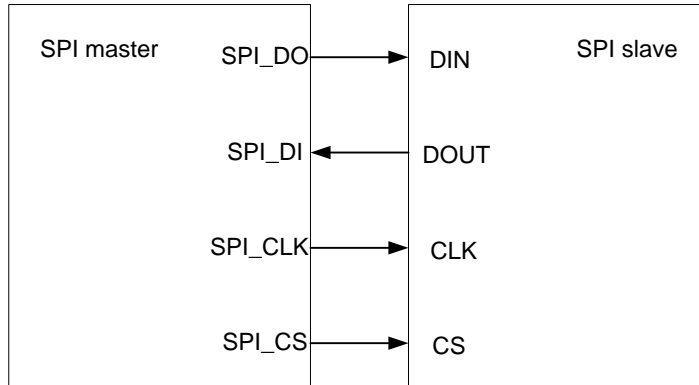 SPI master
SPI_DO
DIN
SPI slave
SPI_DI
DOUT
SPI_CLK
CLK
SPI_CS
CS